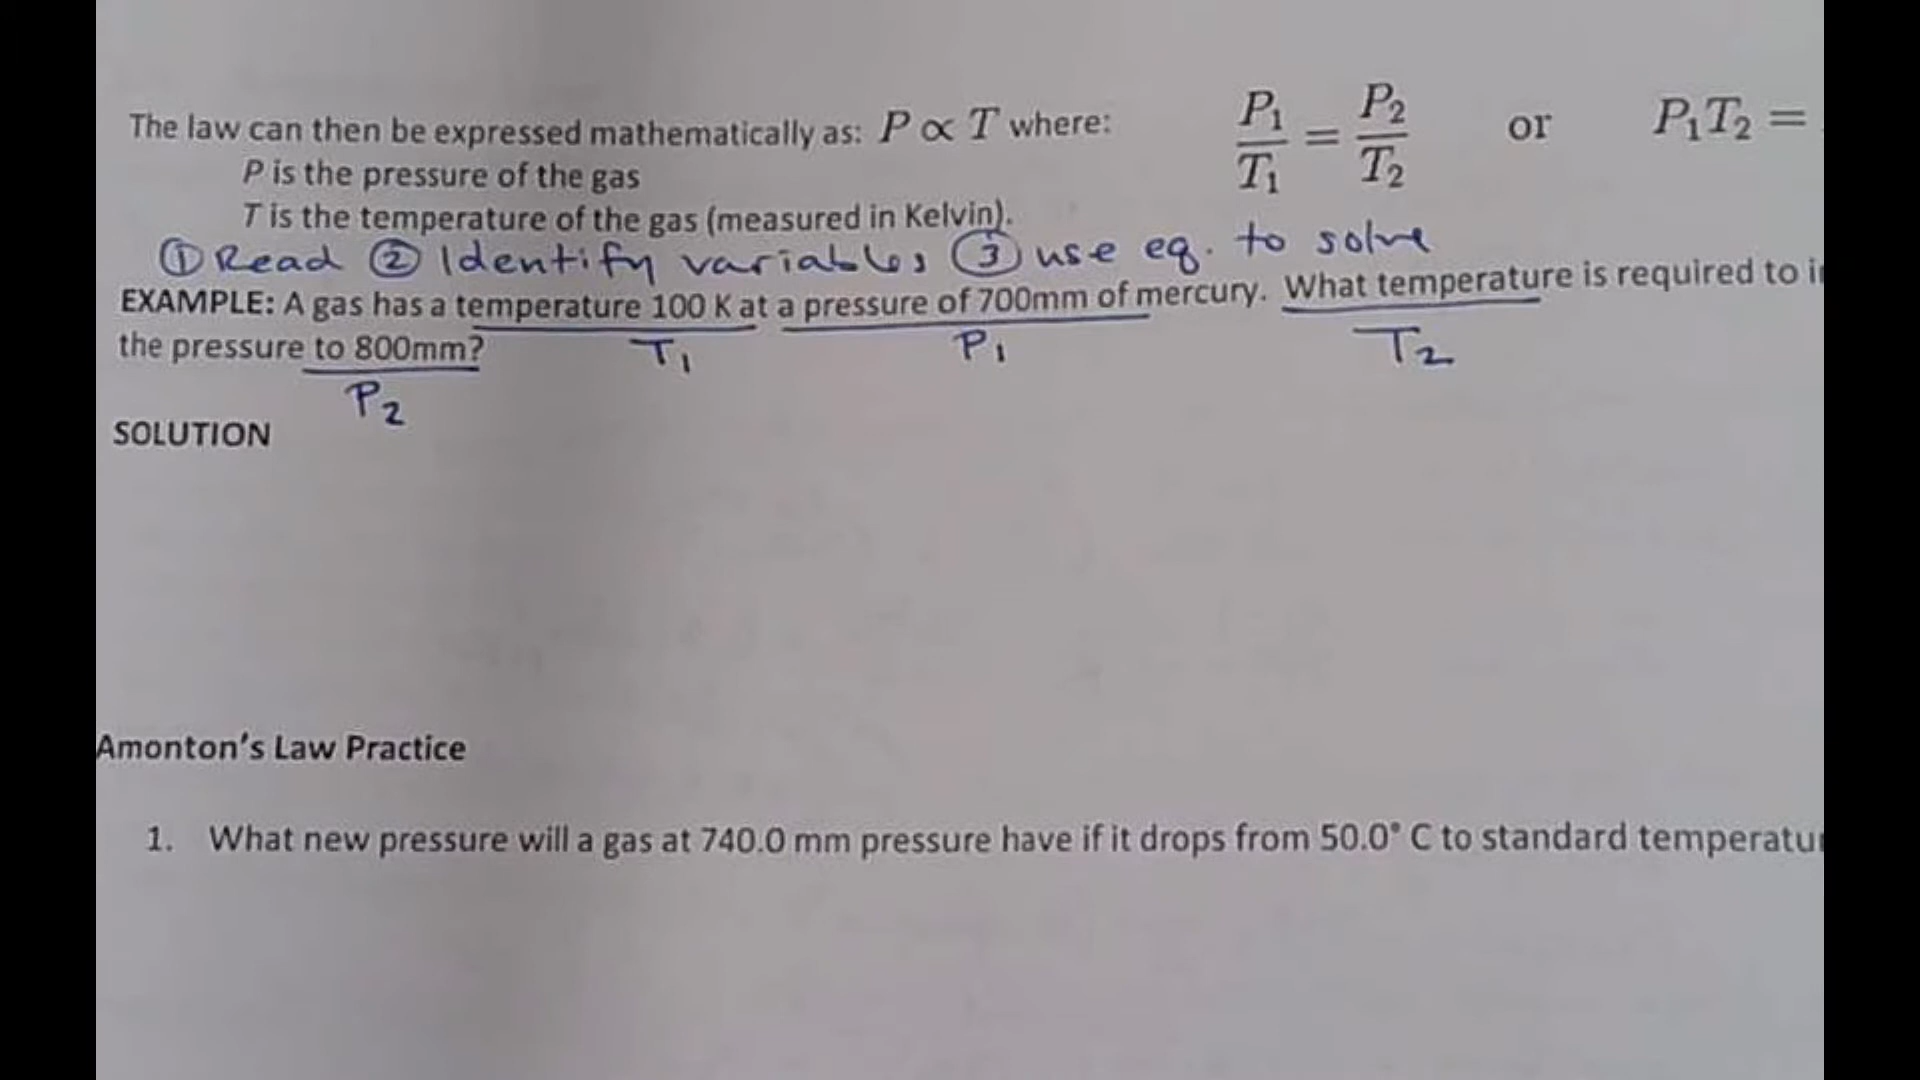 The law can then be expressed mathematically as: P ∝ T where: P₁/T₁ = P₂/T₂ or P₁T₂ =
P is the pressure of the gas
T is the temperature of the gas (measured in Kelvin).
① Read ② Identify variables ③ use eq. to solve
EXAMPLE: A gas has a temperature 100 K at a pressure of 700mm of mercury. What temperature is required to
the pressure to 800mm?
T₁ P₁ T₂
P₂
SOLUTION
Amonton's Law Practice
1. What new pressure will a gas at 740.0 mm pressure have if it drops from 50.0° C to standard